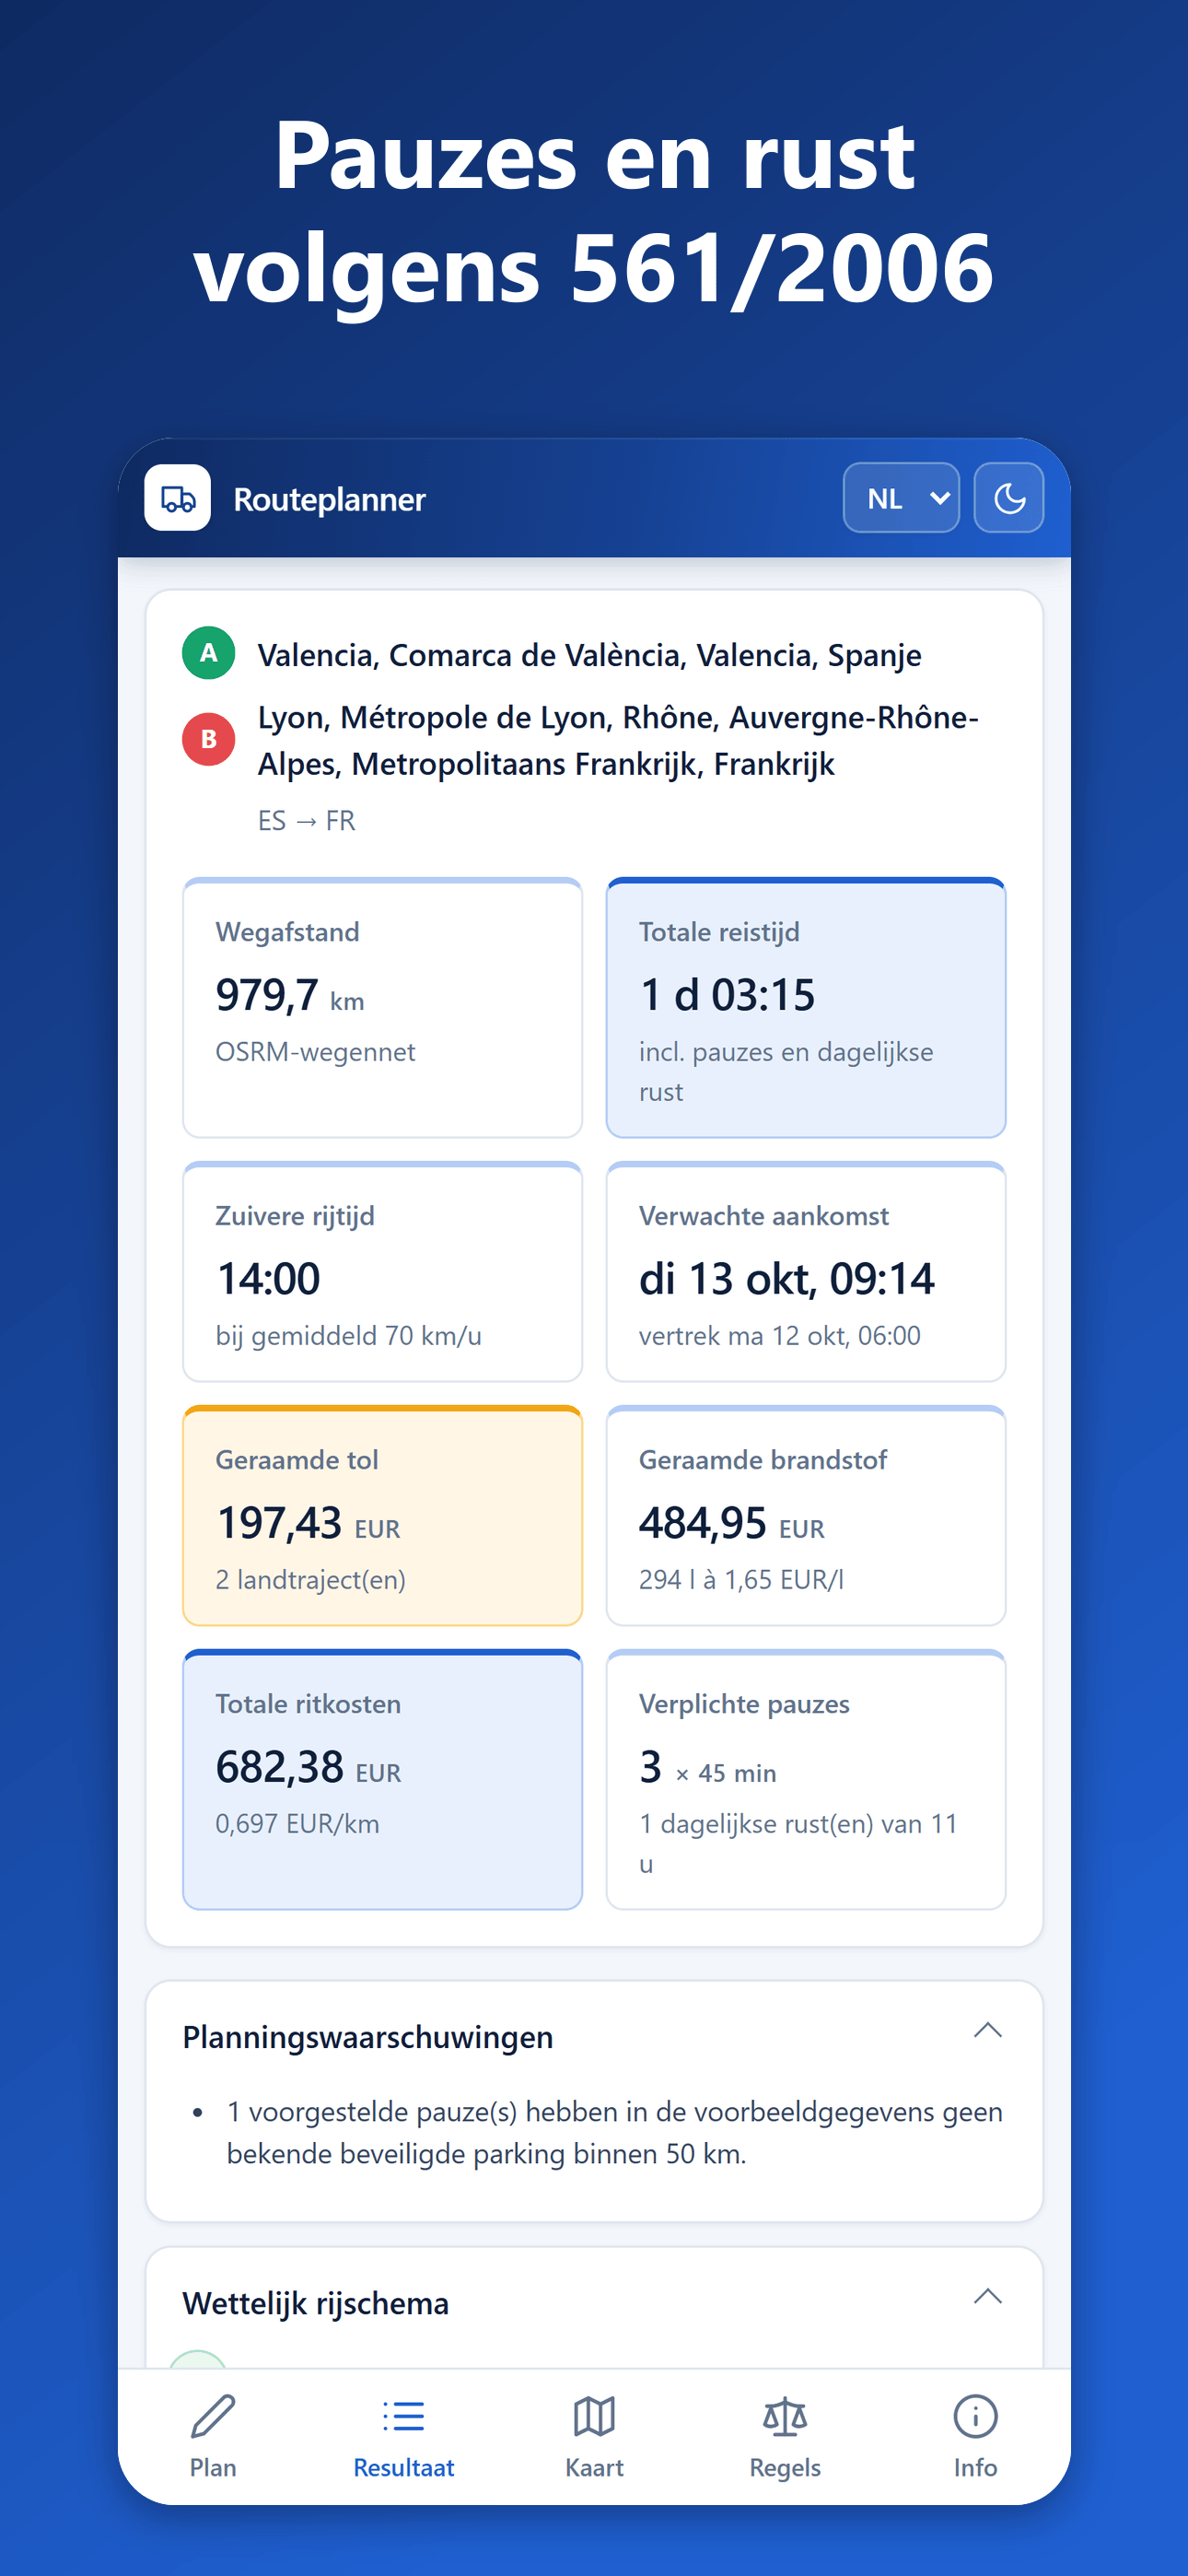 Pauzes en rust
volgens 561/2006
Routeplanner
NL
A
Valencia, Comarca de València, Valencia, Spanje
B
Lyon, Métropole de Lyon, Rhône, Auvergne-Rhône-
Alpes, Metropolitaans Frankrijk, Frankrijk
ES → FR
Wegafstand
979,7 km
OSRM-wegennet
Totale reistijd
1 d 03:15
incl. pauzes en dagelijkse
rust
Zuivere rijtijd
14:00
bij gemiddeld 70 km/u
Verwachte aankomst
di 13 okt, 09:14
vertrek ma 12 okt, 06:00
Geraamde tol
197,43 EUR
2 landtraject(en)
Geraamde brandstof
484,95 EUR
294 l à 1,65 EUR/l
Totale ritkosten
682,38 EUR
0,697 EUR/km
Verplichte pauzes
3 × 45 min
1 dagelijkse rust(en) van 11
u
Planningswaarschuwingen
• 1 voorgestelde pauze(s) hebben in de voorbeeldgegevens geen
bekende beveiligde parking binnen 50 km.
Wettelijk rijschema
Plan
Resultaat
Kaart
Regels
Info